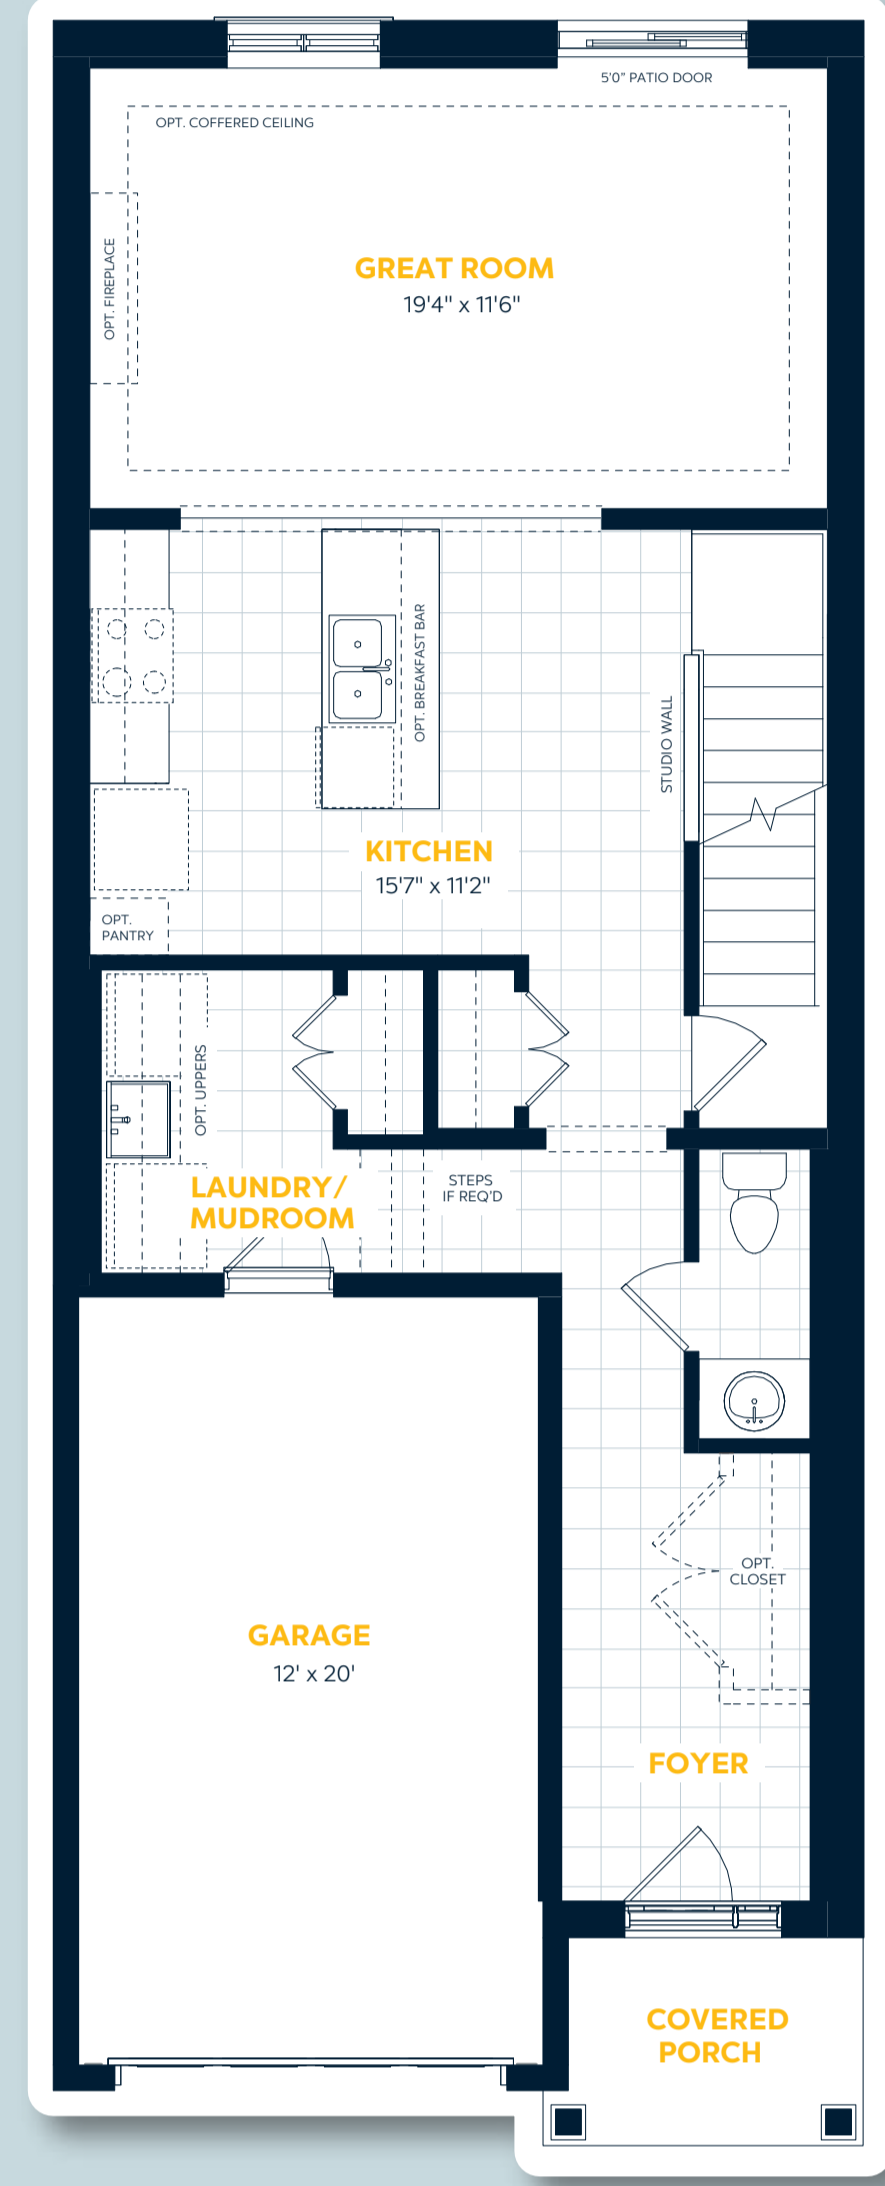 5'0" PATIO DOOR
OPT. COFFERED CEILING
OPT. FIREPLACE
GREAT ROOM
19'4" x 11'6"
OPT. BREAKFAST BAR
STUDIO WALL
KITCHEN
15'7" x 11'2"
OPT.
PANTRY
OPT. UPPERS
LAUNDRY/
MUDROOM
STEPS
IF REQ'D
OPT.
CLOSET
GARAGE
12' x 20'
FOYER
COVERED
PORCH